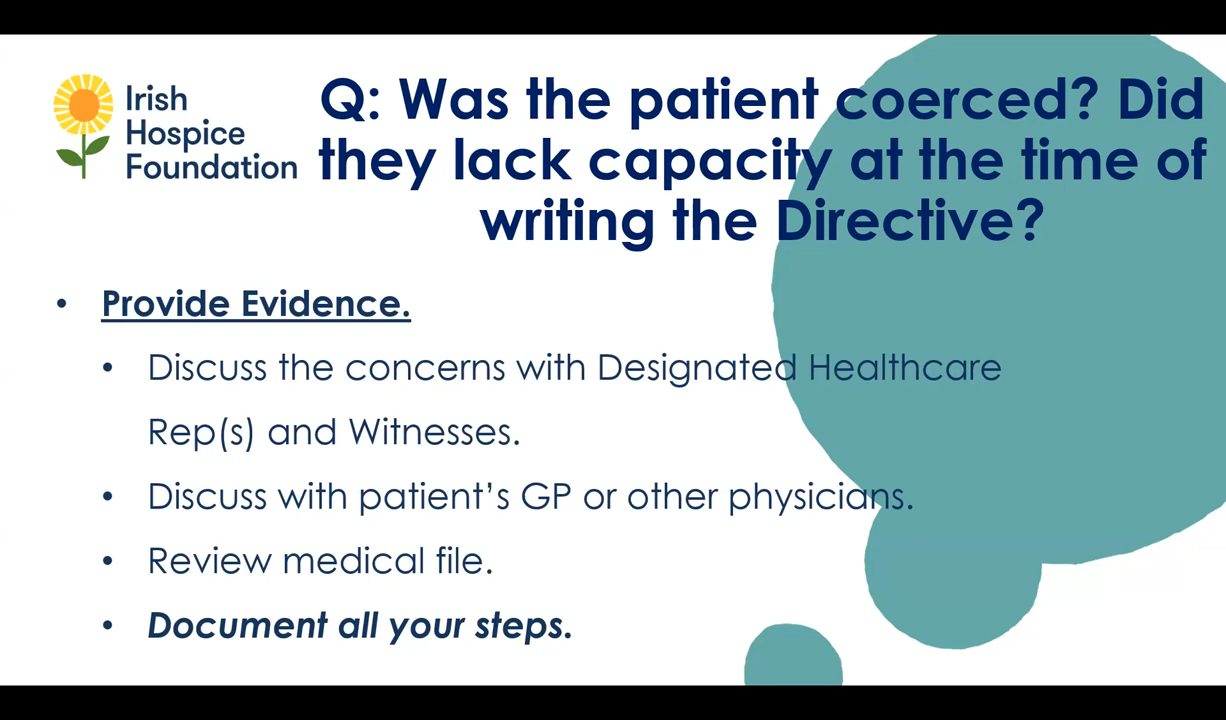 Irish
Hospice
Foundation
Q: Was the patient coerced? Did
they lack capacity at the time of
writing the Directive?
• Provide Evidence.
• Discuss the concerns with Designated Healthcare
Rep(s) and Witnesses.
• Discuss with patient’s GP or other physicians.
• Review medical file.
• Document all your steps.